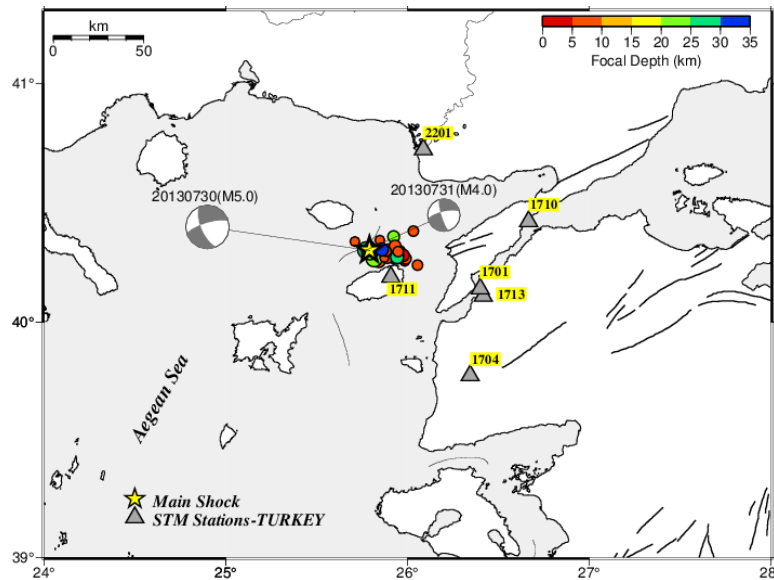 km
0 50
0 5 10 15 20 25 30 35
Focal Depth (km)
41°
2201
20130730(M5.0)
20130731(M4.0)
1710
1701
1711
1713
40°
1704
Aegean Sea
Main Shock
STM Stations-TURKEY
39°
24° 25° 26° 27° 28°